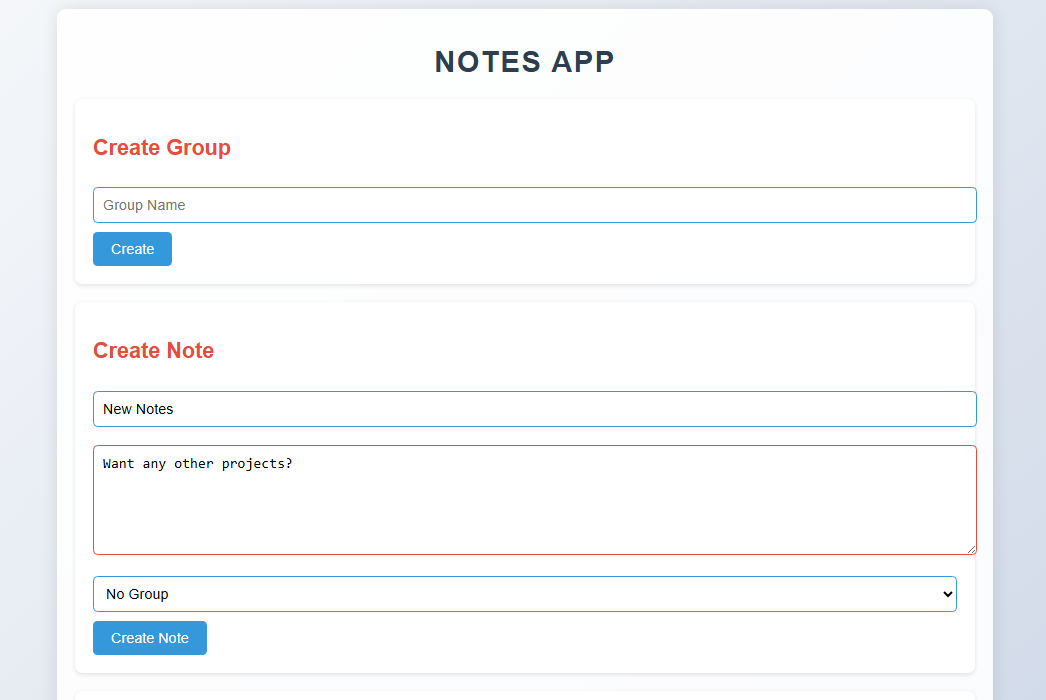 NOTES APP
Create Group
Group Name
Create
Create Note
New Notes
Want any other projects?
No Group
Create Note